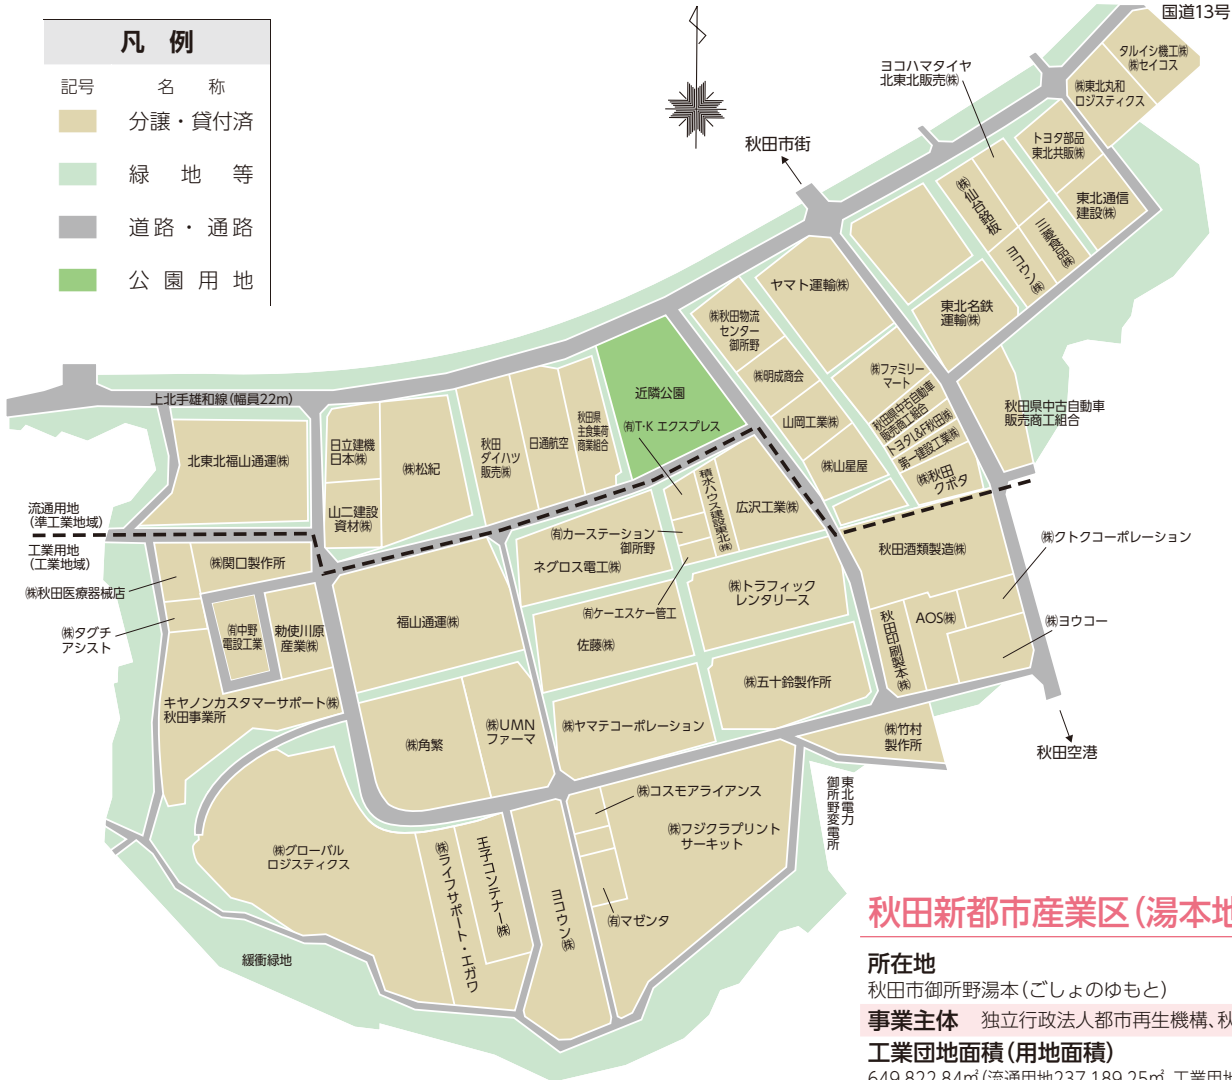 凡 例
記号 名 称
分譲・貸付済
緑 地 等
道路・通路
公園用地
国道13号
タルイシ機工㈱
㈱セイコス
㈱東北丸和
ロジスティクス
ヨコハマタイヤ
北東北販売㈱
トヨタ部品
東北共販㈱
東北通信
建設㈱
秋田市街
㈱仙台銘板
三菱食品㈱
ヨコウン㈱
ヤマト運輸㈱
東北名鉄
運輸㈱
㈱秋田物流
センター
御所野
㈱明成商会
山岡工業㈱
㈱山星屋
㈱ファミリー
マート
秋田県中古自動車
販売商工組合
トヨタL&F秋田㈱
第一建設工業㈱
㈱秋田
クボタ
秋田県中古自動車
販売商工組合
近隣公園
㈲T・K エクスプレス
上北手雄和線(幅員22m)
北東北福山通運㈱
日立建機
日本㈱
山二建設
資材㈱
㈱松紀
秋田
ダイハツ
販売㈱
日通航空
秋田県
主食集荷
商業組合
積水ハウス建設東北㈱
広沢工業㈱
流通用地
(準工業地域)
工業用地
(工業地域)
㈱関口製作所
㈱秋田医療器械店
㈱タグチ
アシスト
㈲中野
電設工業
勅使川原
産業㈱
キヤノンカスタマーサポート㈱
秋田事業所
福山通運㈱
㈲カーステーション
御所野
ネグロス電工㈱
㈲ケーエスケー管工
佐藤㈱
㈱トラフィック
レンタリース
秋田酒類製造㈱
㈱クトクコーポレーション
AOS㈱
㈱ヨウコー
秋田印刷製本㈱
㈱五十鈴製作所
㈱角繁
㈱UMN
ファーマ
㈱ヤマテコーポレーション
㈱竹村
製作所
秋田空港
東北電力
御所野変電所
㈱コスモアライアンス
㈱フジクラプリント
サーキット
㈲マゼンタ
㈱グローバル
ロジスティクス
㈱ライフサポート・エガワ
王子コンテナー㈱
ヨコウン㈱
緩衝緑地
秋田新都市産業区(湯本地
所在地
秋田市御所野湯本(ごしょのゆもと)
事業主体 独立行政法人都市再生機構、秋
工業団地面積(用地面積)
649,822.84㎡(流通用地237,189.25㎡、工業用地